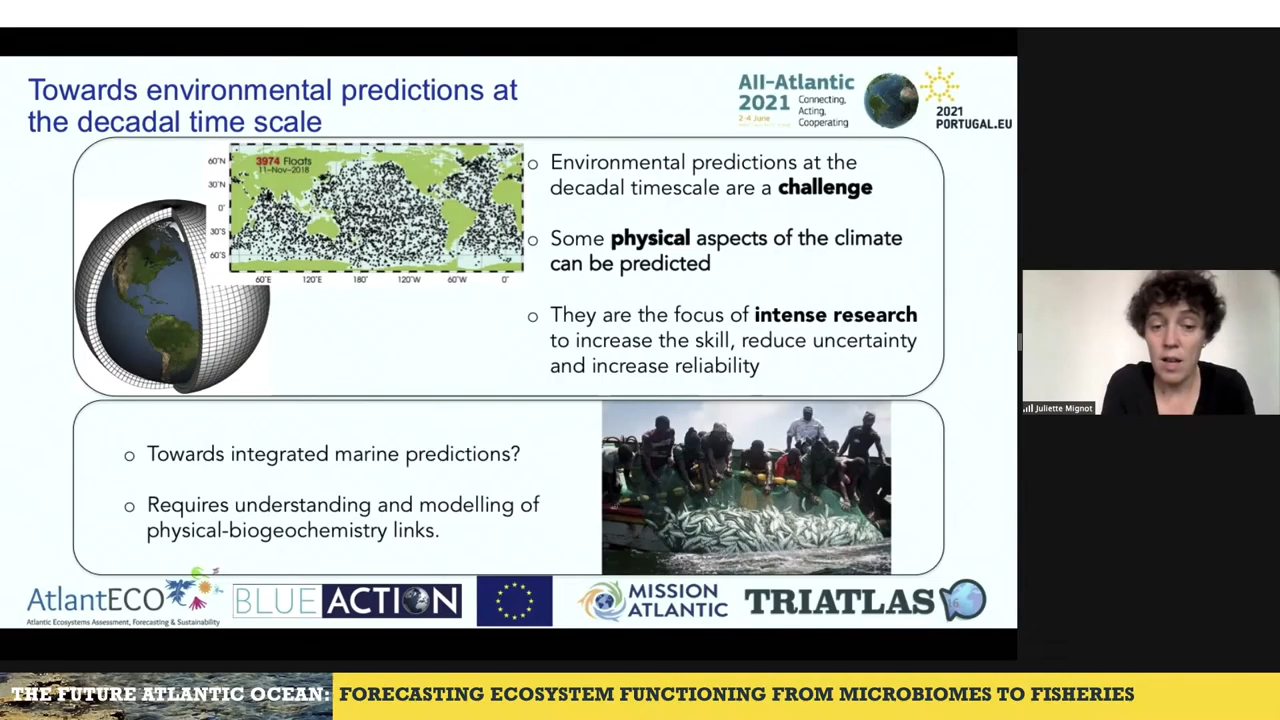 Towards environmental predictions at
the decadal time scale
All-Atlantic
2021
2-4 June
Connecting,
Acting,
Cooperating
2021
PORTUGAL.EU
3974 Floats
11-Nov-2018
60°N
30°N
0°
30°S
60°S
60°E 120°E 180° 120°W 60°W 0°
o Environmental predictions at the
decadal timescale are a challenge
o Some physical aspects of the climate
can be predicted
o They are the focus of intense research
to increase the skill, reduce uncertainty
and increase reliability
o Towards integrated marine predictions?
o Requires understanding and modelling of
physical-biogeochemistry links.
Juliette Mignot
AtlantECO
Atlantic Ecosystems Assessment, Forecasting & Sustainability
BLUE ACTION
MISSION
ATLANTIC
TRIATLAS
6
THE FUTURE ATLANTIC OCEAN: FORECASTING ECOSYSTEM FUNCTIONING FROM MICROBIOMES TO FISHERIES